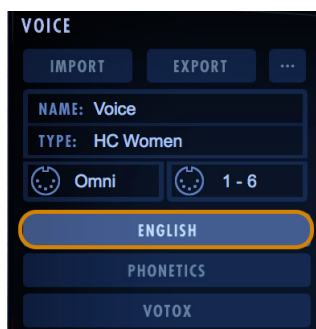 VOICE
IMPORT EXPORT ...
NAME: Voice
TYPE: HC Women
Omni 1 - 6
ENGLISH
PHONETICS
VOTOX